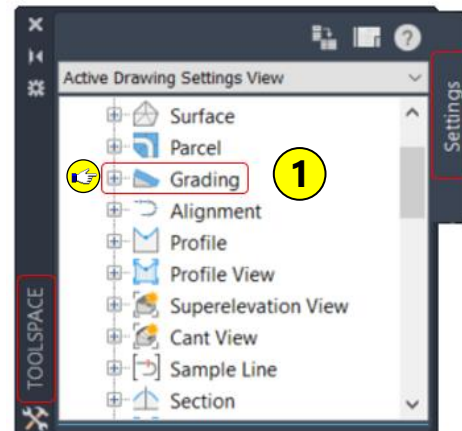 ?
Active Drawing Settings View
Settings
Surface
Parcel
Grading
1
Alignment
Profile
Profile View
Superelevation View
Cant View
Sample Line
Section
TOOLSPACE